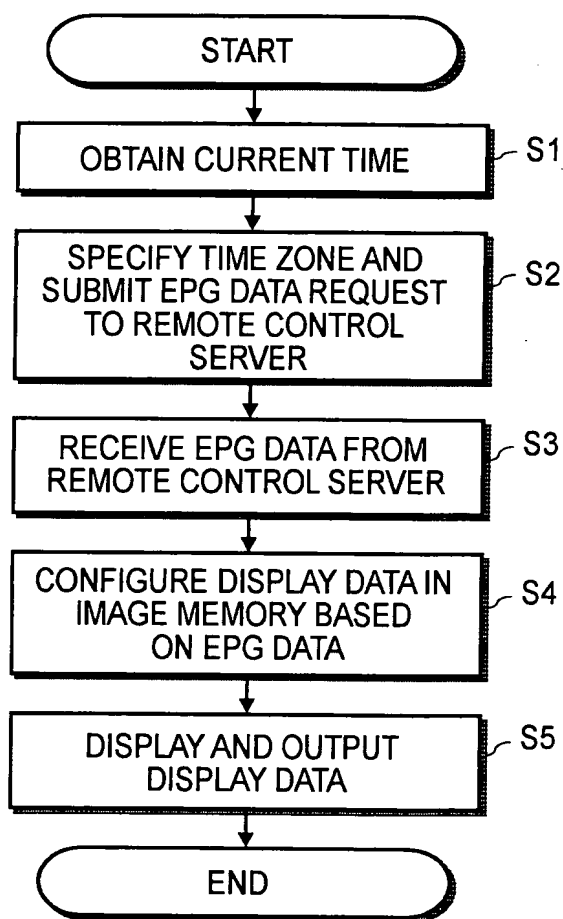 START
OBTAIN CURRENT TIME
S1
SPECIFY TIME ZONE AND
SUBMIT EPG DATA REQUEST
TO REMOTE CONTROL
SERVER
S2
RECEIVE EPG DATA FROM
REMOTE CONTROL SERVER
S3
CONFIGURE DISPLAY DATA IN
IMAGE MEMORY BASED
ON EPG DATA
S4
DISPLAY AND OUTPUT
DISPLAY DATA
S5
END